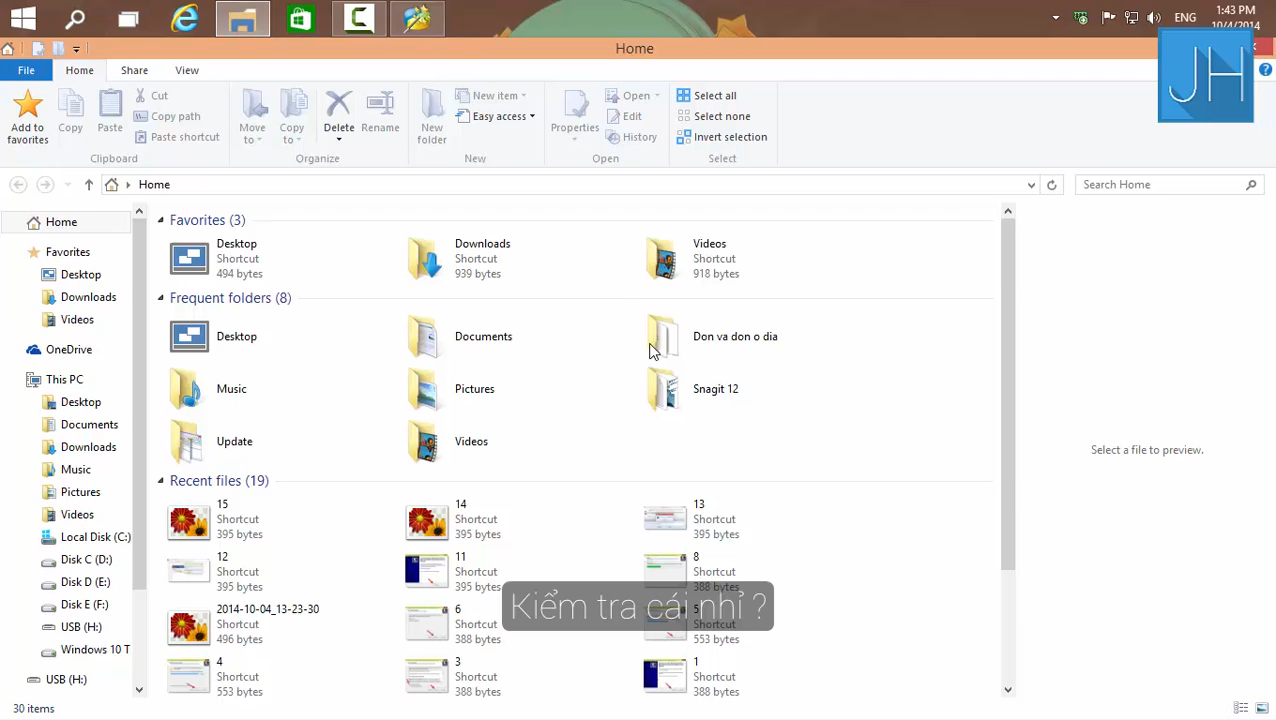 ENG
1:43 PM
10/4/2014
Home
JH
File
Home
Share
View
Add to
favorites
Copy
Paste
Cut
Copy path
Paste shortcut
Clipboard
Move
to
Copy
to
Delete
Rename
Organize
New
folder
New item
Easy access
New
Properties
Open
Edit
History
Open
Select all
Select none
Invert selection
Select
Home
Search Home
Home
Favorites
Desktop
Downloads
Videos
OneDrive
This PC
Desktop
Documents
Downloads
Music
Pictures
Videos
Local Disk (C:)
Disk C (D:)
Disk D (E:)
Disk E (F:)
USB (H:)
Windows 10 T
USB (H:)
Favorites (3)
Desktop
Shortcut
494 bytes
Downloads
Shortcut
939 bytes
Videos
Shortcut
918 bytes
Frequent folders (8)
Desktop
Documents
Don va don o dia
Music
Pictures
Snagit 12
Update
Videos
Recent files (19)
15
Shortcut
395 bytes
14
Shortcut
395 bytes
13
Shortcut
395 bytes
12
Shortcut
395 bytes
11
Shortcut
395 bytes
8
Shortcut
388 bytes
2014-10-04_13-23-30
Shortcut
496 bytes
6
Shortcut
388 bytes
5
Shortcut
553 bytes
4
Shortcut
553 bytes
3
Shortcut
388 bytes
1
Shortcut
388 bytes
Kiểm tra cái nhỉ ?
Select a file to preview.
30 items